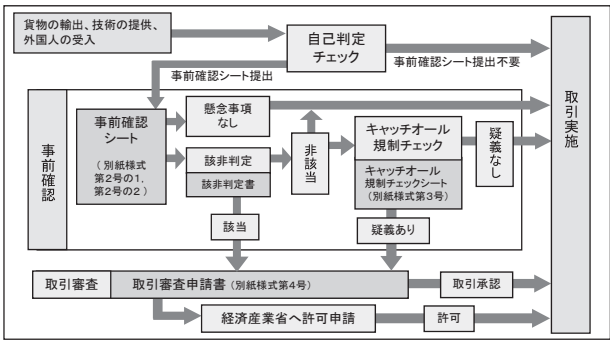 貨物の輸出、技術の提供、
外国人の受入
自己判定
チェック
事前確認シート提出
事前確認シート提出不要
取引実施
事前確認
事前確認
シート
（別紙様式
第2号の1,
第2号の2）
懸念事項
なし
該非判定
該非判定書
非該当
キャッチオール
規制チェック
キャッチオール
規制チェックシート
（別紙様式第3号）
疑義なし
該当
疑義あり
取引審査
取引審査申請書（別紙様式第4号）
取引承認
経済産業省へ許可申請
許可